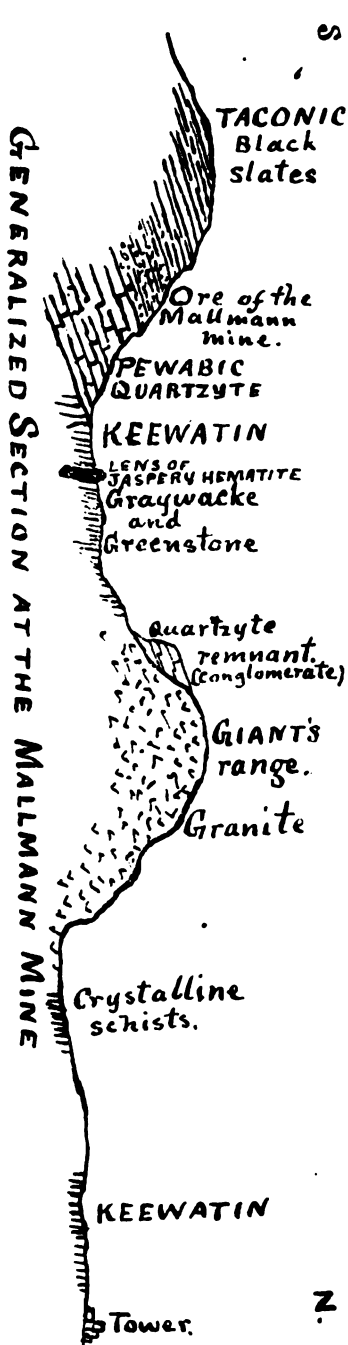 S
TACONIC
Black
slates
Ore of the
Mallmann
mine.
PEWABIC
QUARTZYTE
KEEWATIN
LENS OF
JASPERY HEMATITE
Graywacke
and
Greenstone
Quartzyte
remnant.
(conglomerate)
GIANT'S
range.
Granite
Crystalline
schists.
KEEWATIN
N
Tower.
GENERALIZED SECTION AT THE MALLMANN MINE